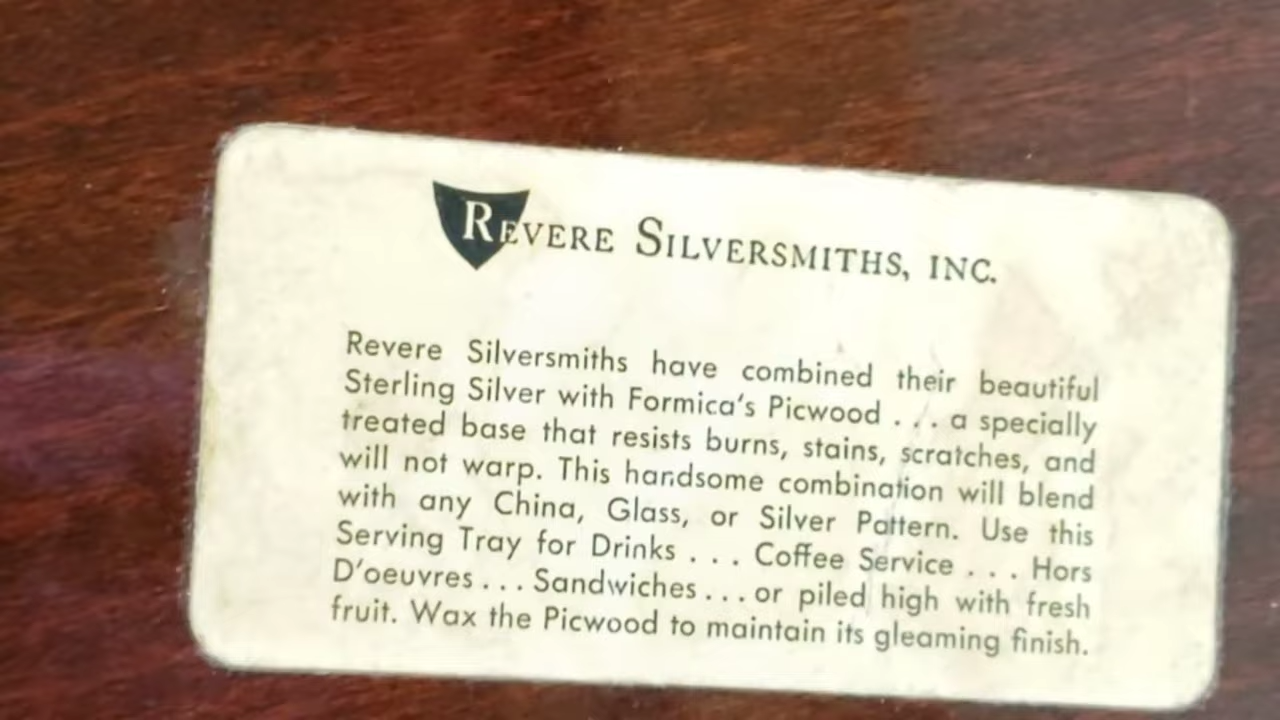 REVERE SILVERSMITHS, INC.
Revere Silversmiths have combined their beautiful
Sterling Silver with Formica's Picwood . . . a specially
treated base that resists burns, stains, scratches, and
will not warp. This handsome combination will blend
with any China, Glass, or Silver Pattern. Use this
Serving Tray for Drinks . . . Coffee Service . . . Hors
D'oeuvres . . . Sandwiches . . . or piled high with fresh
fruit. Wax the Picwood to maintain its gleaming finish.